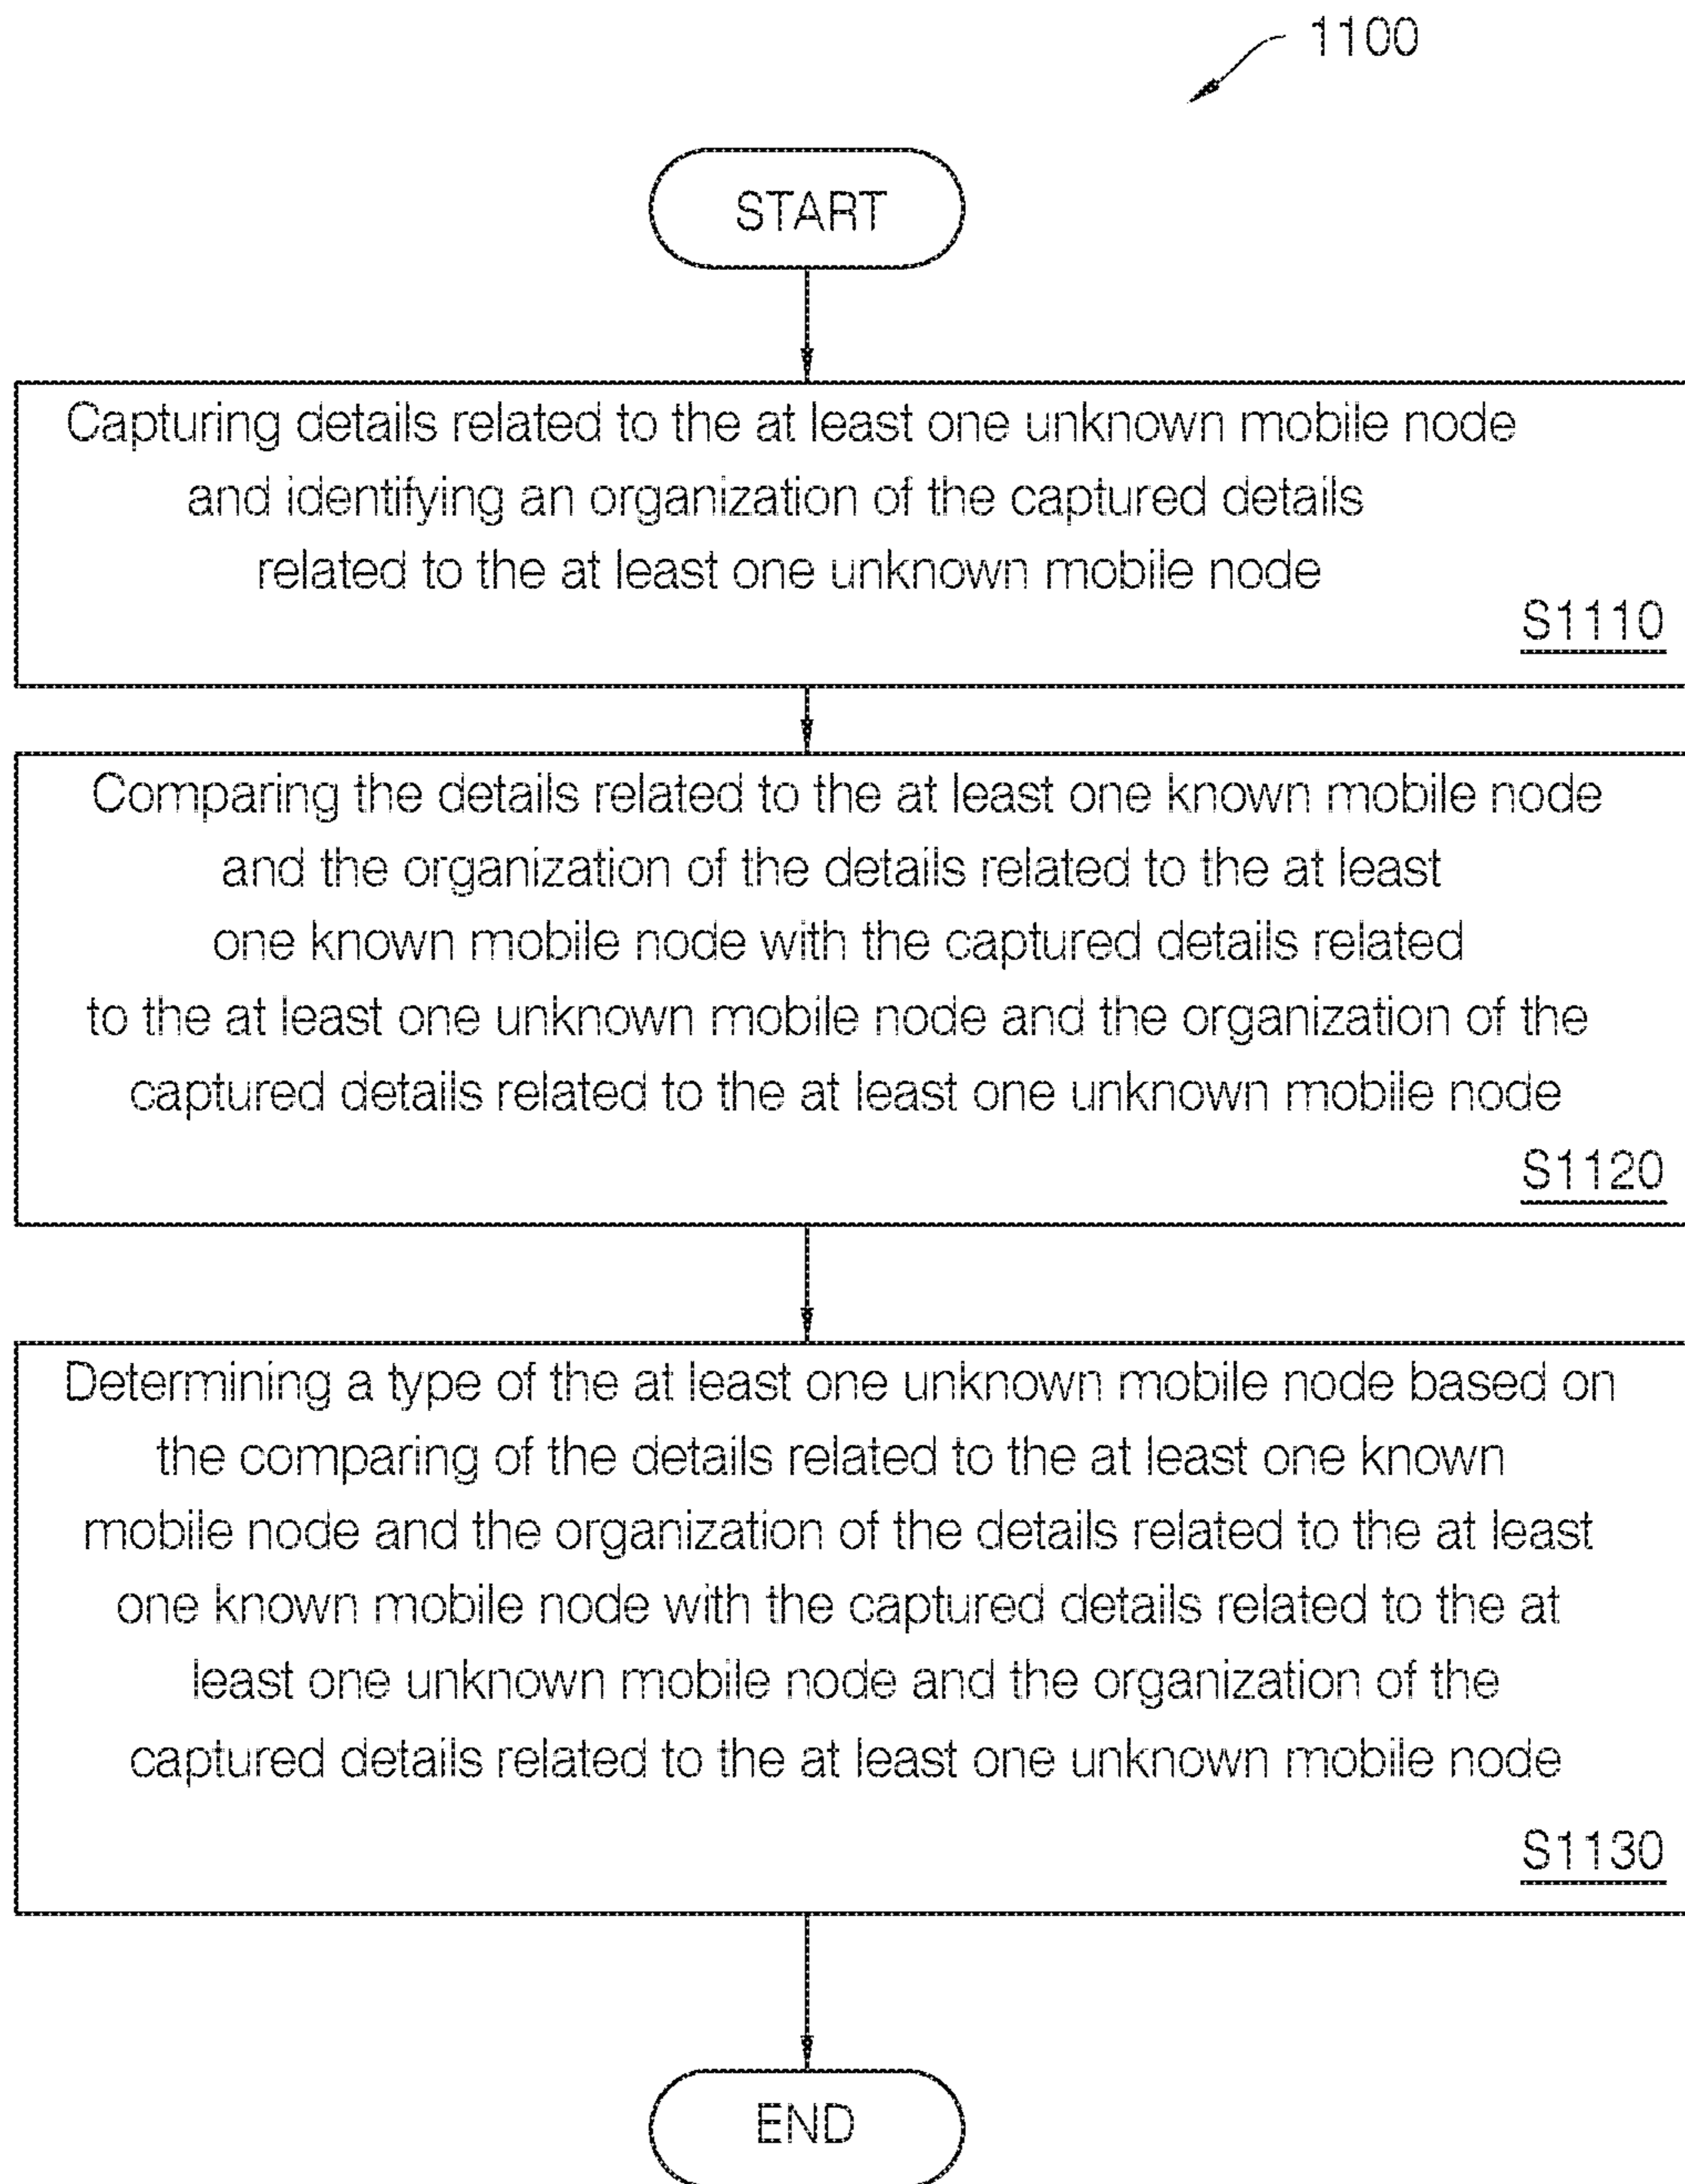 1100
START
Capturing details related to the at least one unknown mobile node
and identifying an organization of the captured details
related to the at least one unknown mobile node
S1110
Comparing the details related to the at least one known mobile node
and the organization of the details related to the at least
one known mobile node with the captured details related
to the at least one unknown mobile node and the organization of the
captured details related to the at least one unknown mobile node
S1120
Determining a type of the at least one unknown mobile node based on
the comparing of the details related to the at least one known
mobile node and the organization of the details related to the at least
one known mobile node with the captured details related to the at
least one unknown mobile node and the organization of the
captured details related to the at least one unknown mobile node
S1130
END